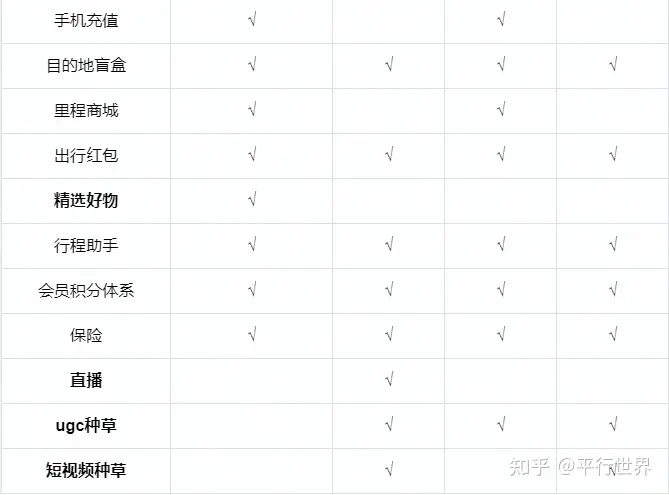 手机充值 √ √
目的地盲盒 √ √ √ √
里程商城 √ √
出行红包 √ √ √ √
精选好物 √
行程助手 √ √ √ √
会员积分体系 √ √ √ √
保险 √ √ √ √
直播 √
ugc种草 √ √ √
短视频种草 √ √
知乎 @平行世界